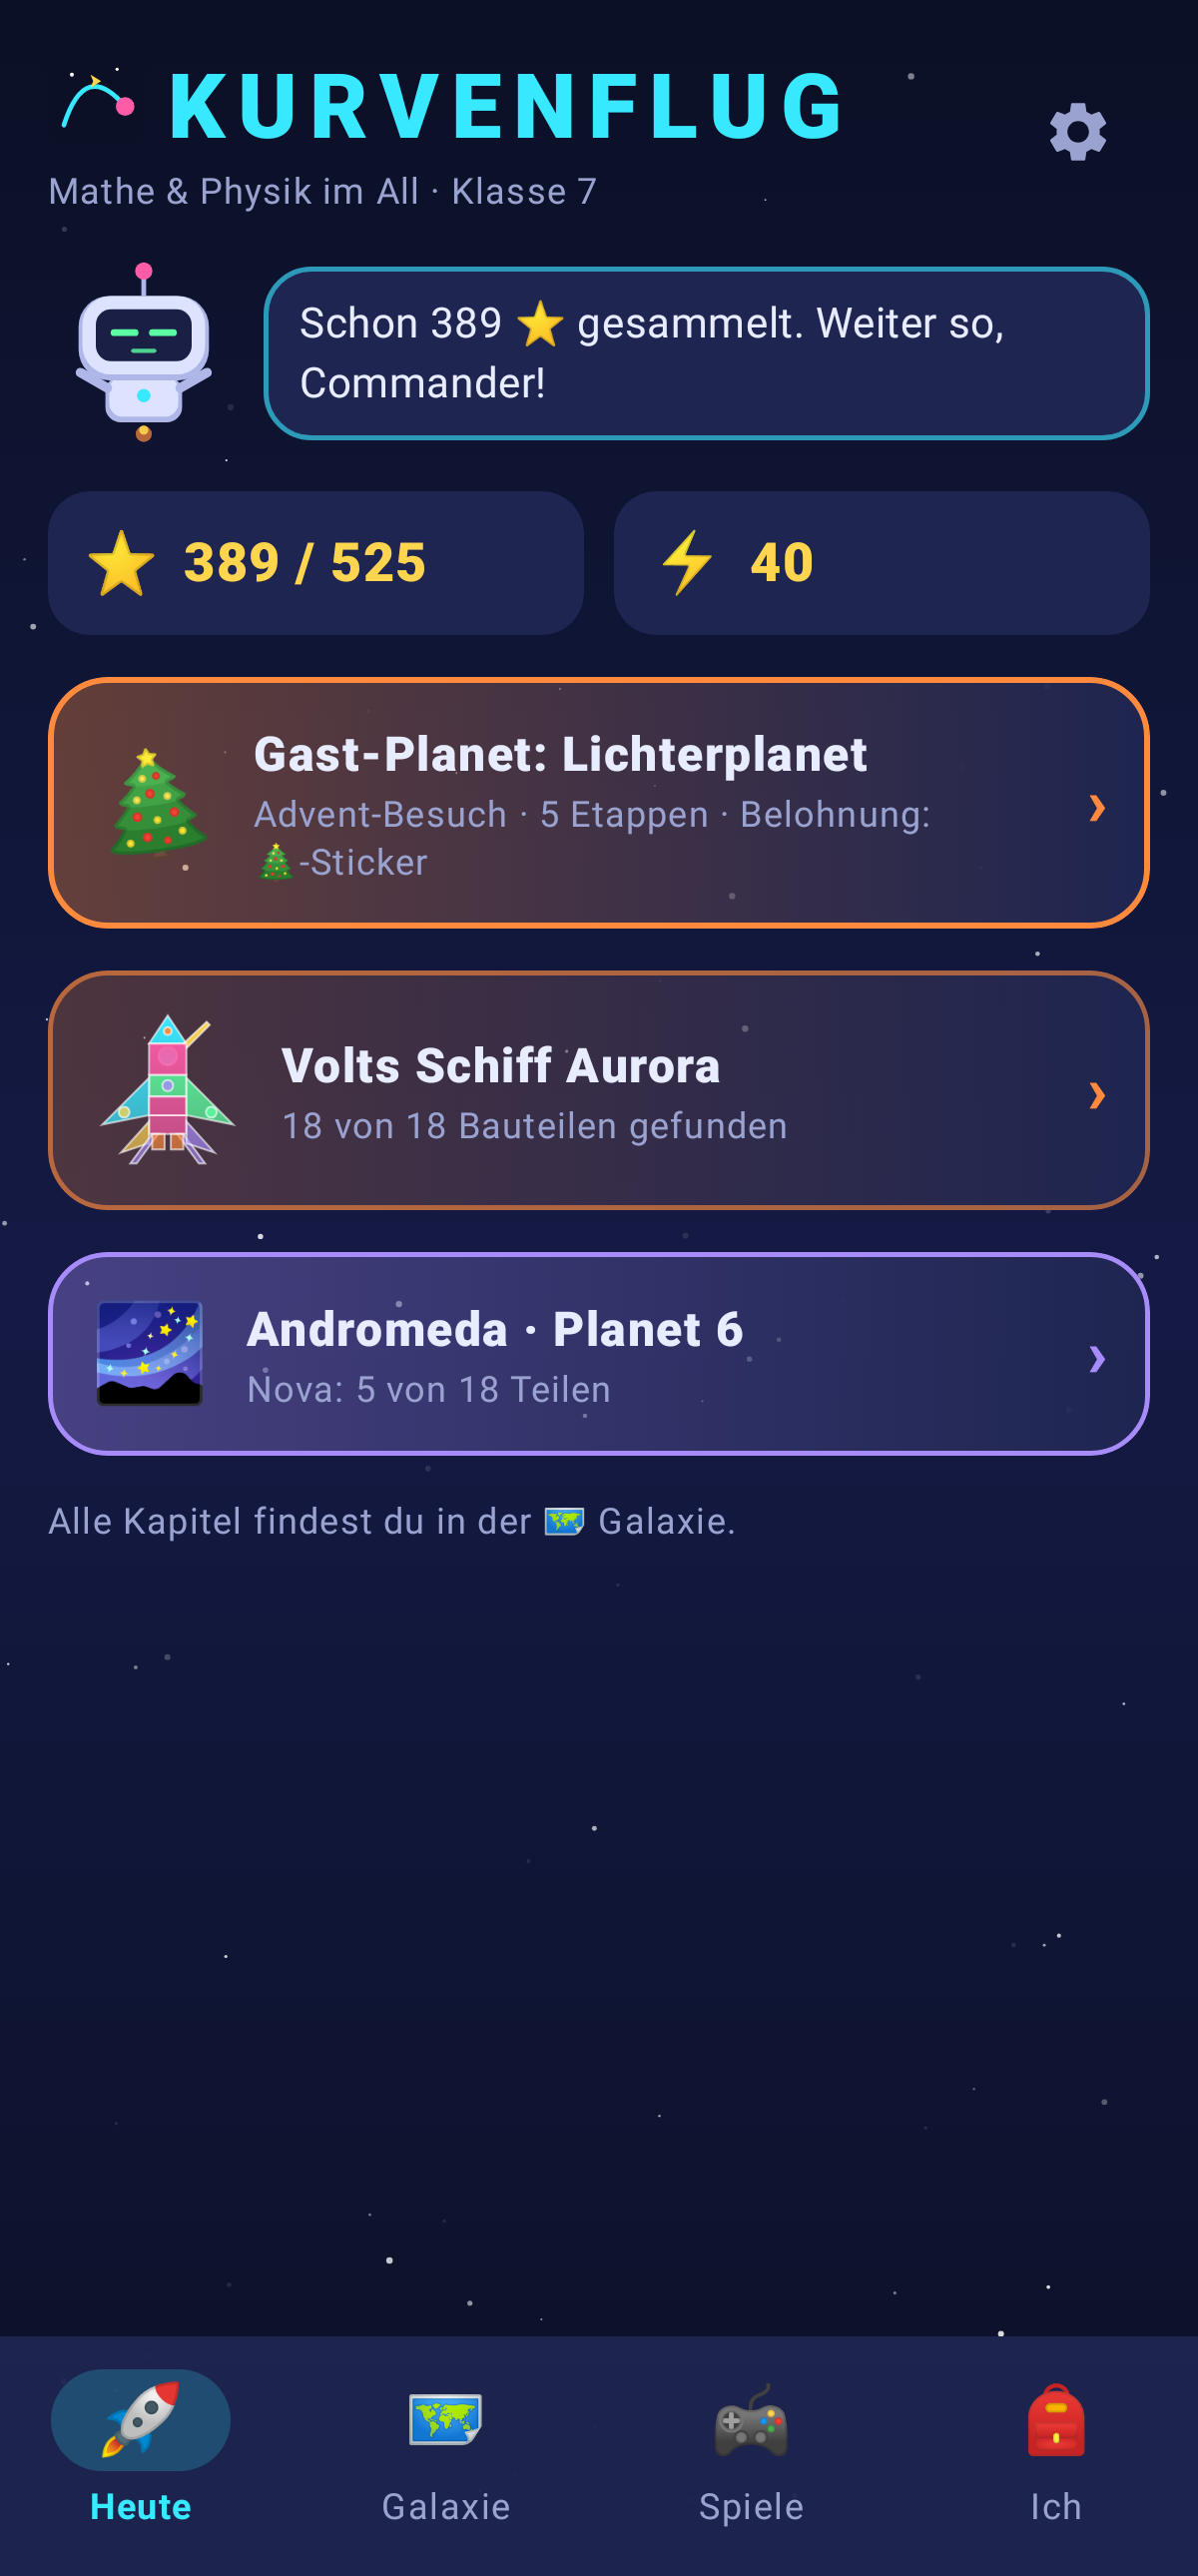 KURVENFLUG
Mathe & Physik im All · Klasse 7
Schon 389 ⭐ gesammelt. Weiter so,
Commander!
⭐ 389 / 525
⚡ 40
Gast-Planet: Lichterplanet
Advent-Besuch · 5 Etappen · Belohnung:
🎄-Sticker
›
Volts Schiff Aurora
18 von 18 Bauteilen gefunden
›
Andromeda · Planet 6
Nova: 5 von 18 Teilen
›
Alle Kapitel findest du in der 🗺️ Galaxie.
Heute
Galaxie
Spiele
Ich